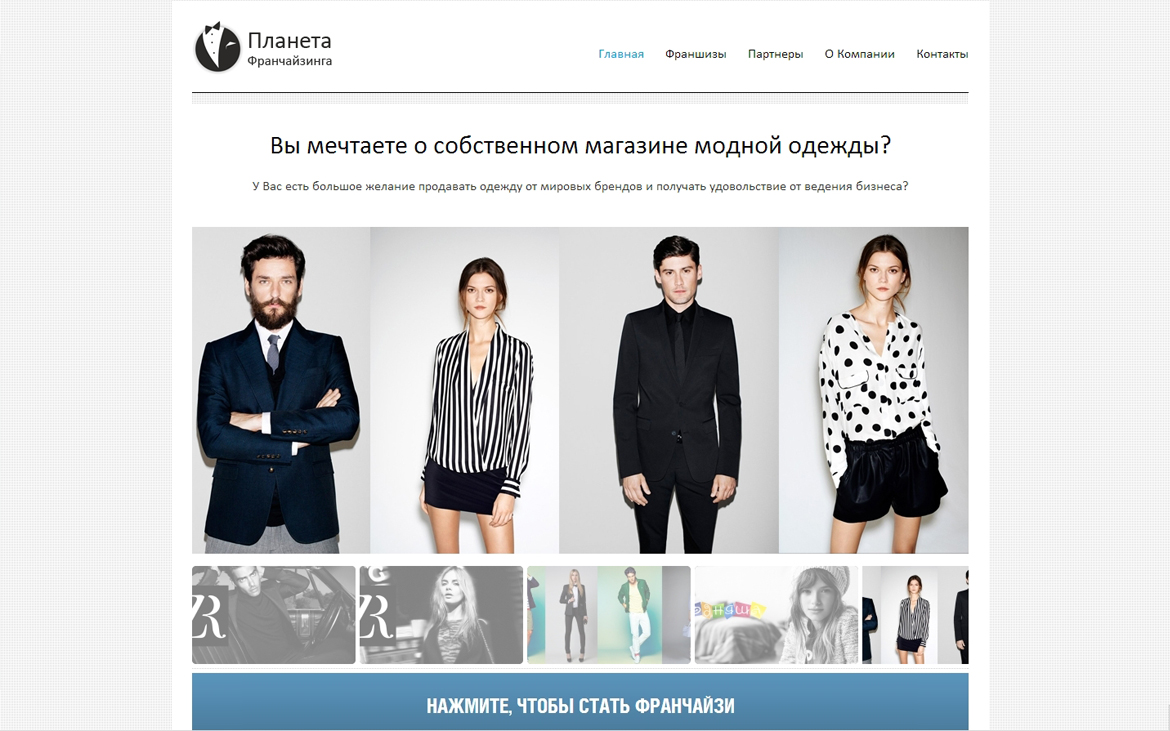 Планета
Франчайзинга
Главная Франшизы Партнеры О Компании Контакты
Вы мечтаете о собственном магазине модной одежды?
У Вас есть большое желание продавать одежду от мировых брендов и получать удовольствие от ведения бизнеса?
НАЖМИТЕ, ЧТОБЫ СТАТЬ ФРАНЧАЙЗИ